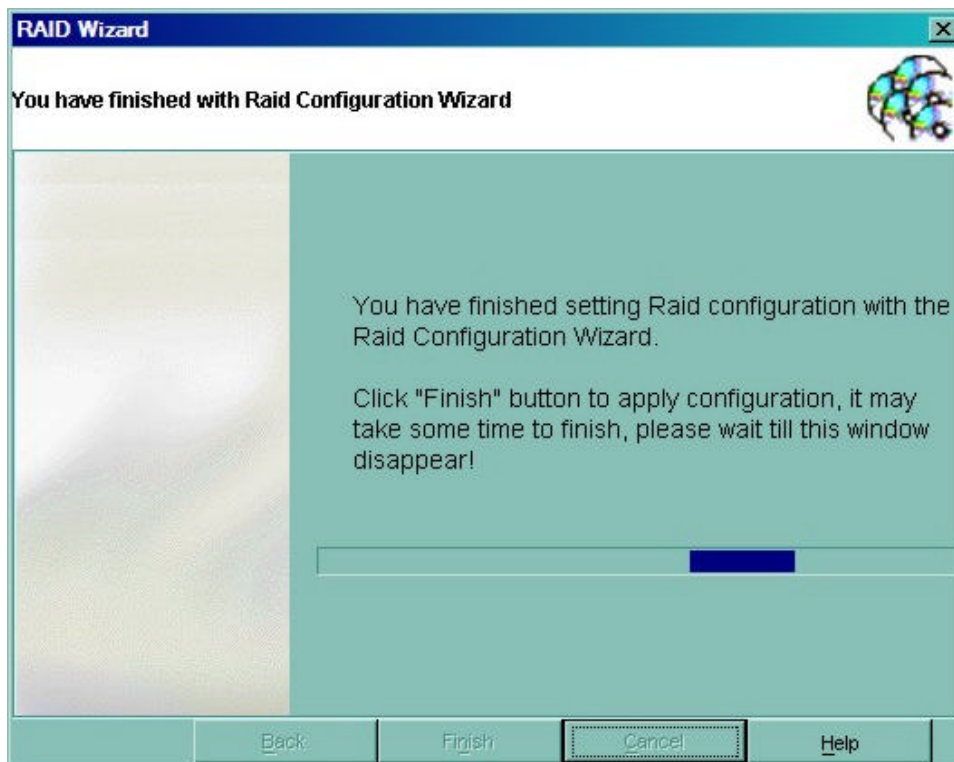 RAID Wizard
You have finished with Raid Configuration Wizard
You have finished setting Raid configuration with the
Raid Configuration Wizard.
Click "Finish" button to apply configuration, it may
take some time to finish, please wait till this window
disappear!
Back Finish Cancel Help